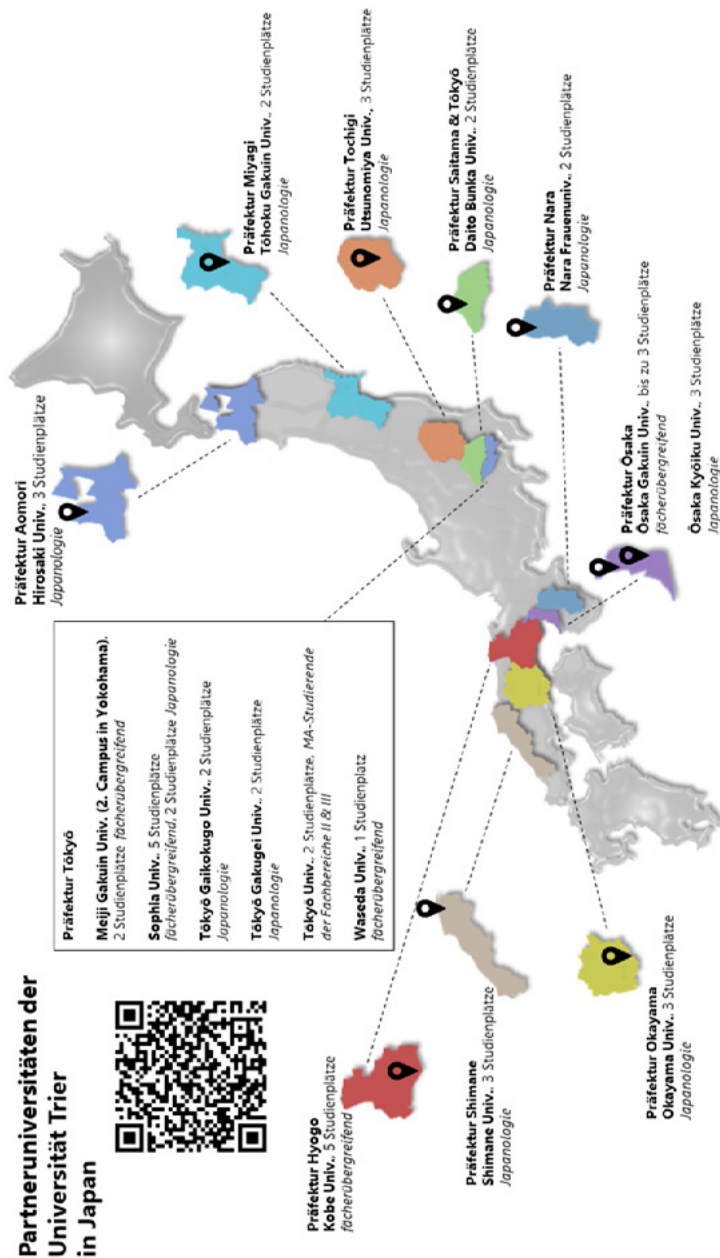 Partneruniversitäten der
Universität Trier
in Japan
Präfektur Tōkyō
Meiji Gakuin Univ. (2. Campus in Yokohama).
2 Studienplätze fächerübergreifend
Sophia Univ.. 5 Studienplätze
fächerübergreifend, 2 Studienplätze Japanologie
Tōkyō Gaikokugo Univ.. 2 Studienplätze
Japanologie
Tōkyō Gakugei Univ.. 2 Studienplätze
Japanologie
Tōkyō Univ.. 2 Studienplätze, MA-Studierende
der Fachbereiche II & III
Waseda Univ.. 1 Studienplatz
fächerübergreifend
Präfektur Aomori
Hirosaki Univ., 3 Studienplätze
Japanologie
Präfektur Miyagi
Tōhoku Gakuin Univ., 2 Studienplätze
Japanologie
Präfektur Tochigi
Utsunomiya Univ., 3 Studienplätze
Japanologie
Präfektur Saitama & Tōkyō
Daito Bunka Univ.. 2 Studienplätze
Japanologie
Präfektur Nara
Nara Frauenuniv.. 2 Studienplätze
Japanologie
Präfektur Ōsaka
Ōsaka Gakuin Univ.. bis zu 3 Studienplätze
fächerübergreifend
Ōsaka Kyōiku Univ.. 3 Studienplätze
Japanologie
Präfektur Hyogo
Kobe Univ.. 5 Studienplätze
fächerübergreifend
Präfektur Shimane
Shimane Univ.. 3 Studienplätze
Japanologie
Präfektur Okayama
Okayama Univ.. 3 Studienplätze
Japanologie